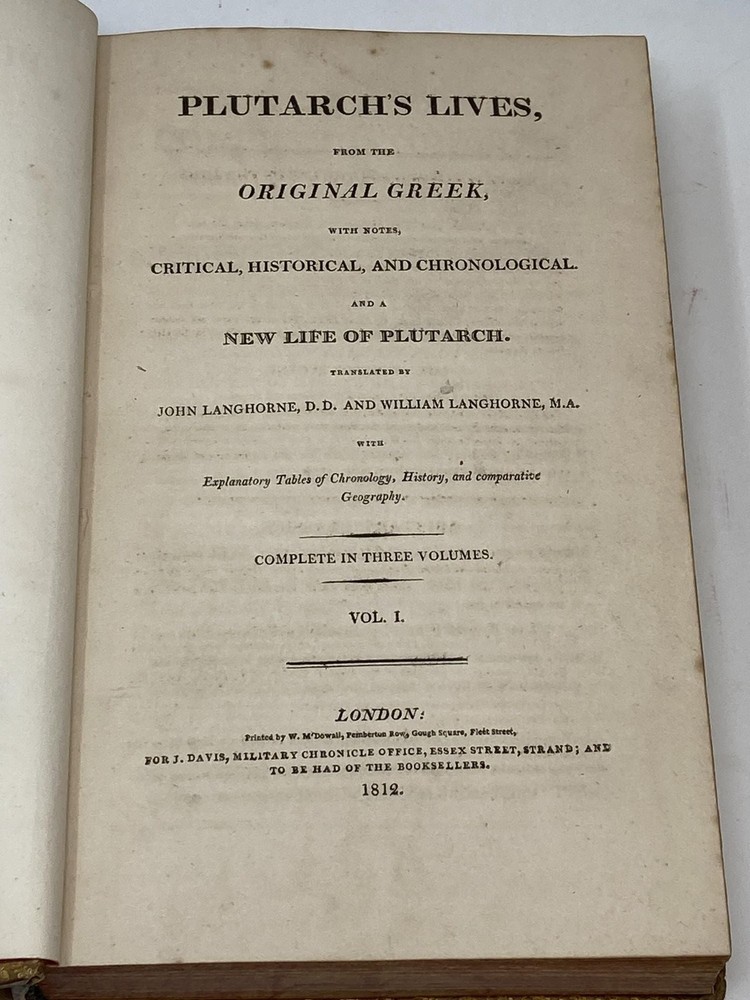 PLUTARCH'S LIVES,
FROM THE
ORIGINAL GREEK,
WITH NOTES,
CRITICAL, HISTORICAL, AND CHRONOLOGICAL.
AND A
NEW LIFE OF PLUTARCH.
TRANSLATED BY
JOHN LANGHORNE, D.D. AND WILLIAM LANGHORNE, M.A.
WITH
Explanatory Tables of Chronology, History, and comparative
Geography.
COMPLETE IN THREE VOLUMES.
VOL. I.
LONDON:
Printed by W. McDowall, Pemberton Row, Gough Square, Fleet Street,
FOR J. DAVIS, MILITARY CHRONICLE OFFICE, ESSEX STREET, STRAND; AND
TO BE HAD OF THE BOOKSELLERS.
1812.